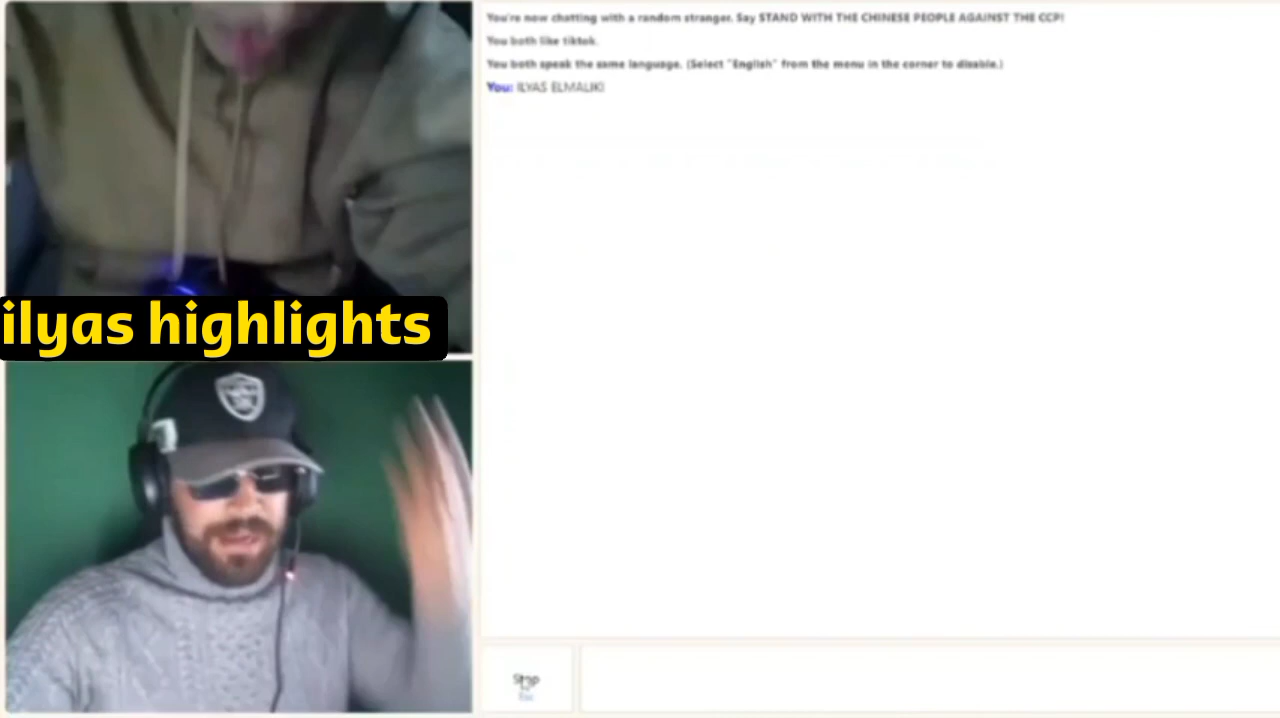 You're now chatting with a random stranger. Say STAND WITH THE CHINESE PEOPLE AGAINST THE CCP!
You both like tiktok.
You both speak the same language. (Select "English" from the menu in the corner to disable.)
You: ILYAS ELMALIKI
ilyas highlights
Stop
Esc